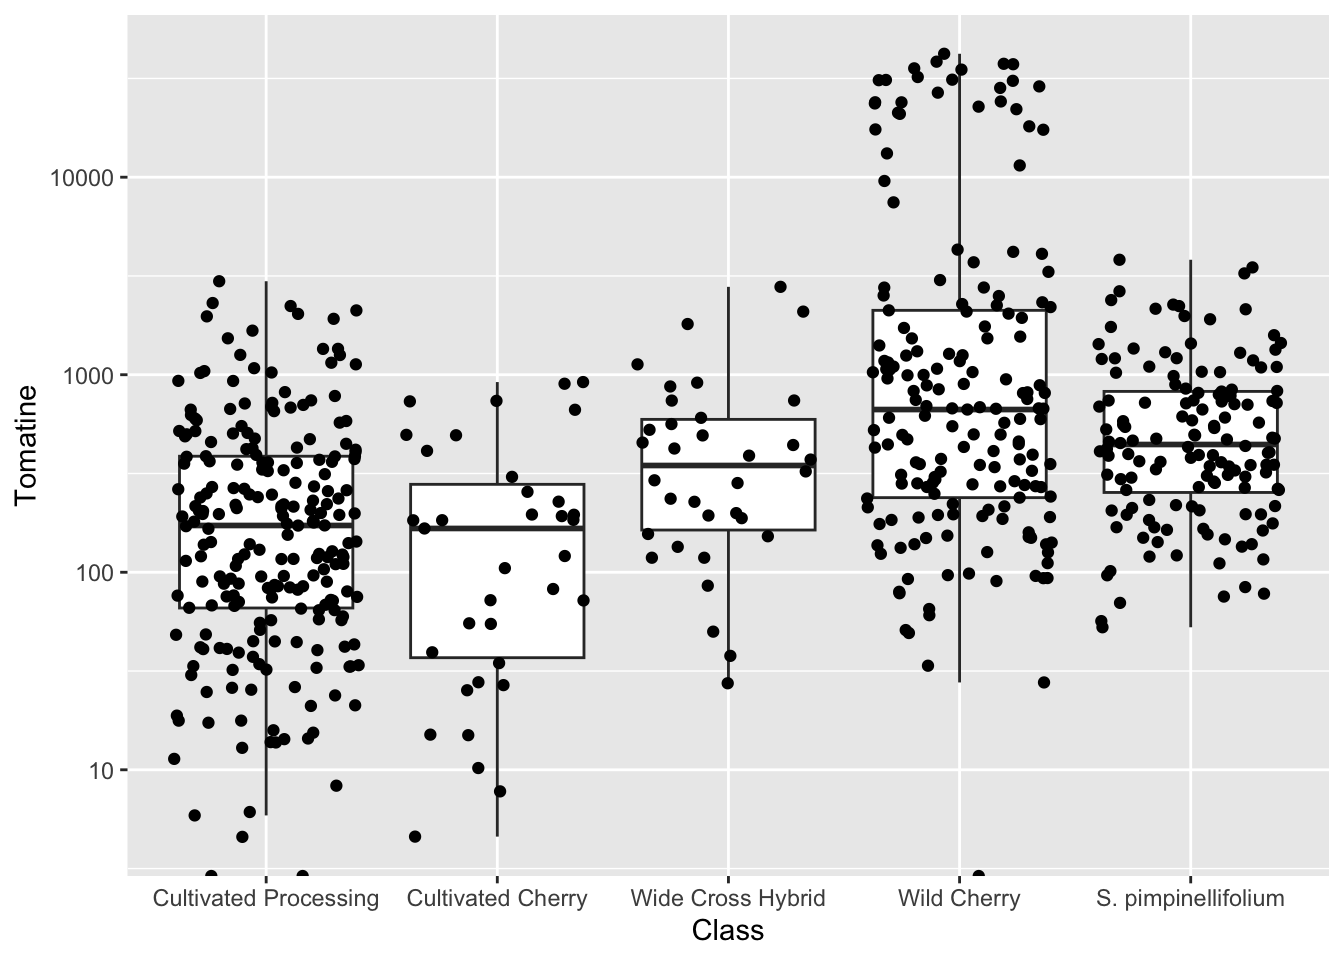 Tomatine
10000
1000
100
10
Cultivated Processing
Cultivated Cherry
Wide Cross Hybrid
Wild Cherry
S. pimpinellifolium
Class